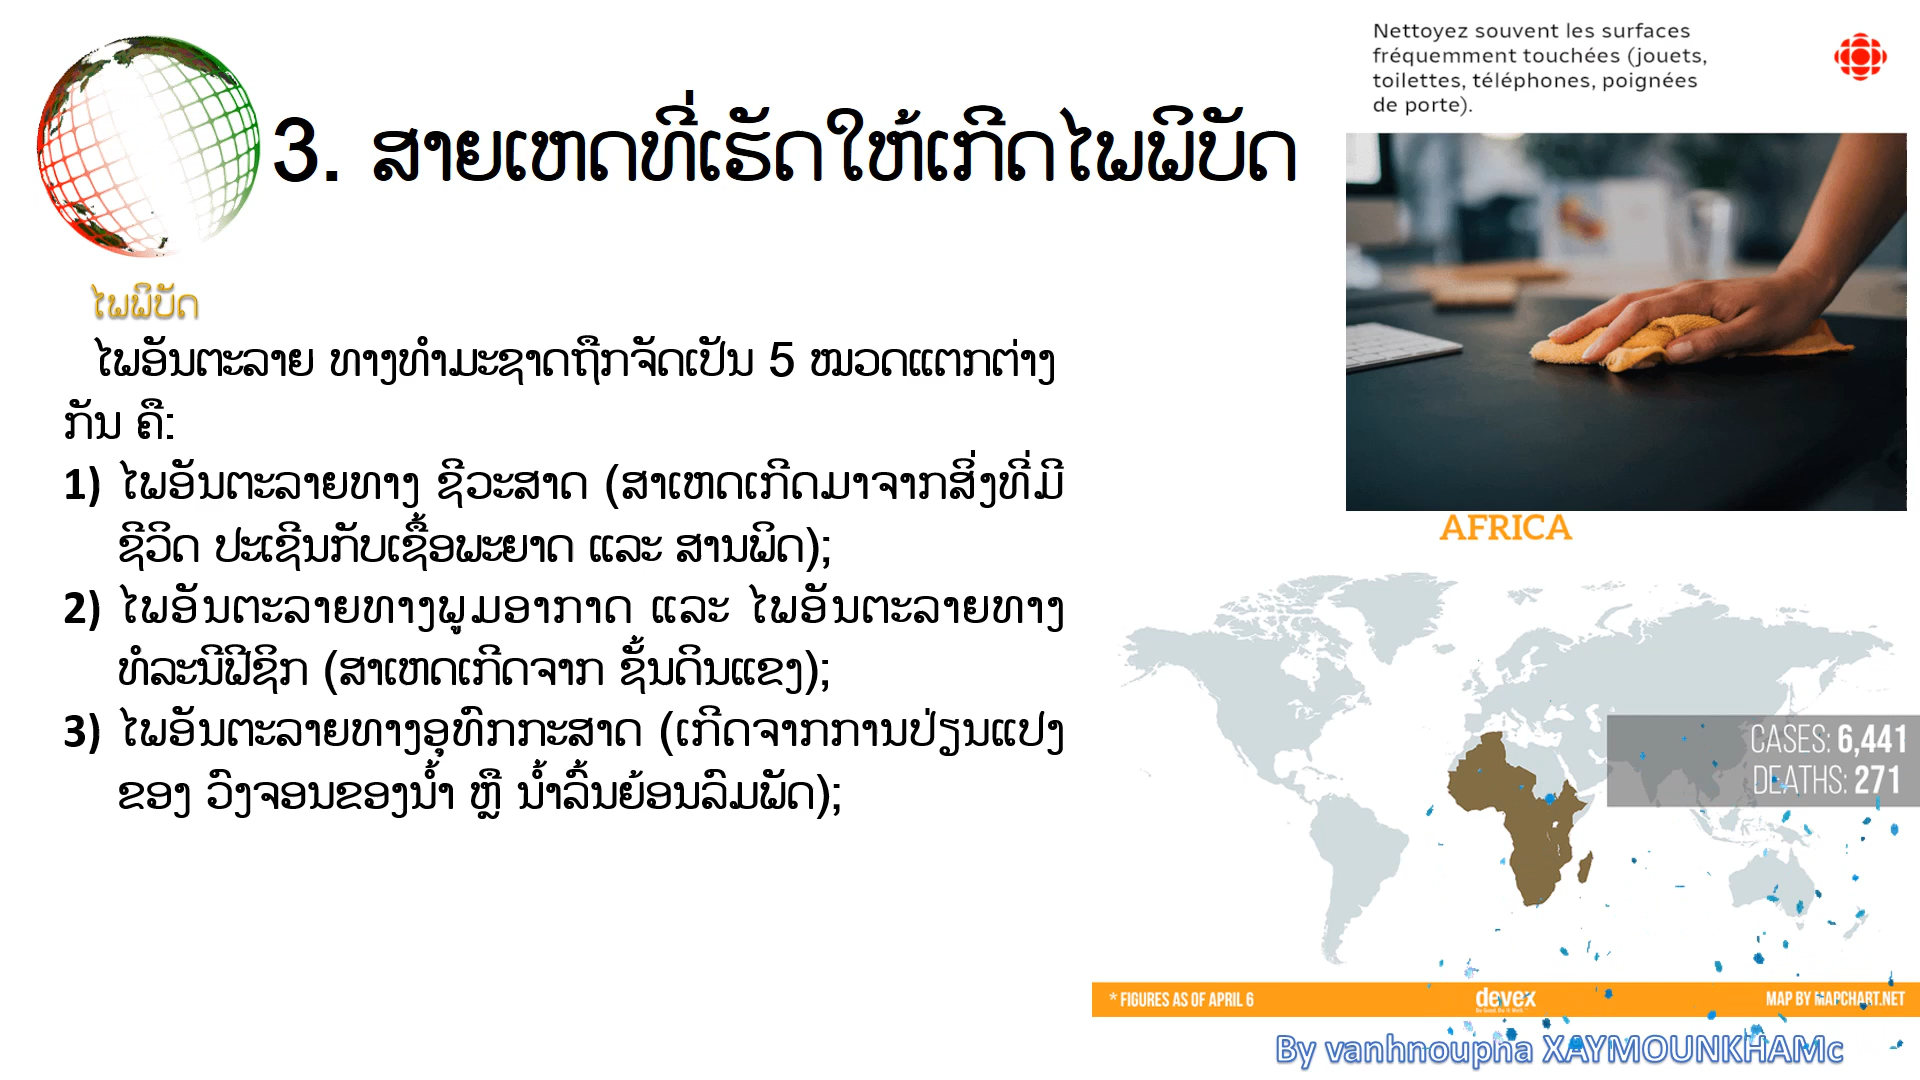 3. ສາຍເຫດທີ່ເຮັດໃຫ້ເກີດໄພພິບັດ
ໄພພິບັດ
ໄພອັນຕະລາຍ ທາງທຳມະຊາດຖືກຈັດເປັນ 5 ໝວດແຕກຕ່າງ
ກັນ ຄື:
1) ໄພອັນຕະລາຍທາງ ຊີວະສາດ (ສາເຫດເກີດມາຈາກສິ່ງທີ່ມີ
ຊີວິດ ປະເຊີນກັບເຊື້ອພະຍາດ ແລະ ສານພິດ);
2) ໄພອັນຕະລາຍທາງພູມອາກາດ ແລະ ໄພອັນຕະລາຍທາງ
ທໍລະນີຟີຊິກ (ສາເຫດເກີດຈາກ ຊັ້ນດິນແຂງ);
3) ໄພອັນຕະລາຍທາງອຸທົກກະສາດ (ເກີດຈາກການປ່ຽນແປງ
ຂອງ ວົງຈອນຂອງນ້ຳ ຫຼື ນ້ຳລົ້ນຍ້ອນລົມພັດ);
Nettoyez souvent les surfaces
fréquemment touchées (jouets,
toilettes, téléphones, poignées
de porte).
AFRICA
CASES: 6,441
DEATHS: 271
* FIGURES AS OF APRIL 6
devex
MAP BY MAPCHART.NET
By vanhnoupha XAYMOUNKHAMc